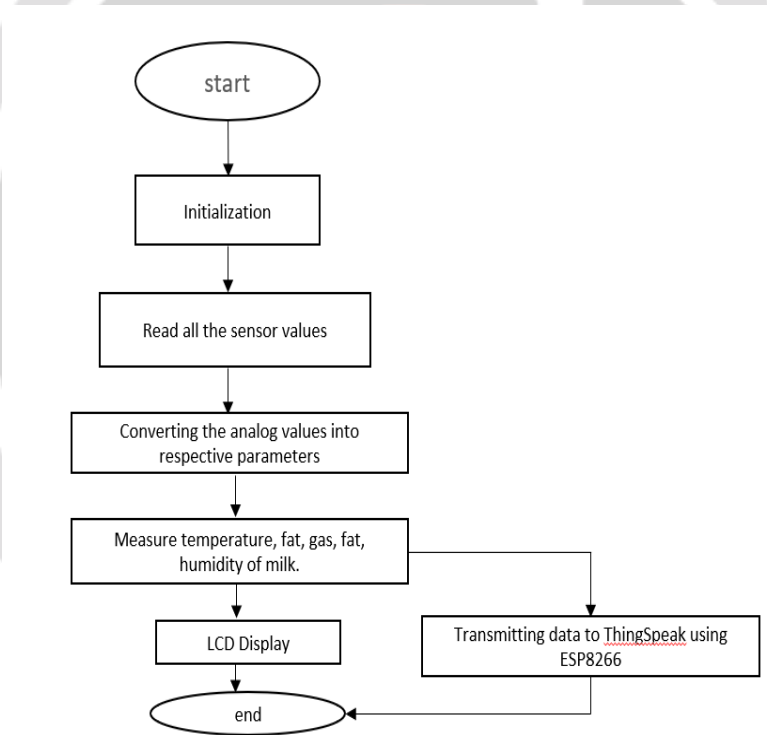 start
Initialization
Read all the sensor values
Converting the analog values into
respective parameters
Measure temperature, fat, gas, fat,
humidity of milk.
LCD Display
Transmitting data to ThingSpeak using
ESP8266
end